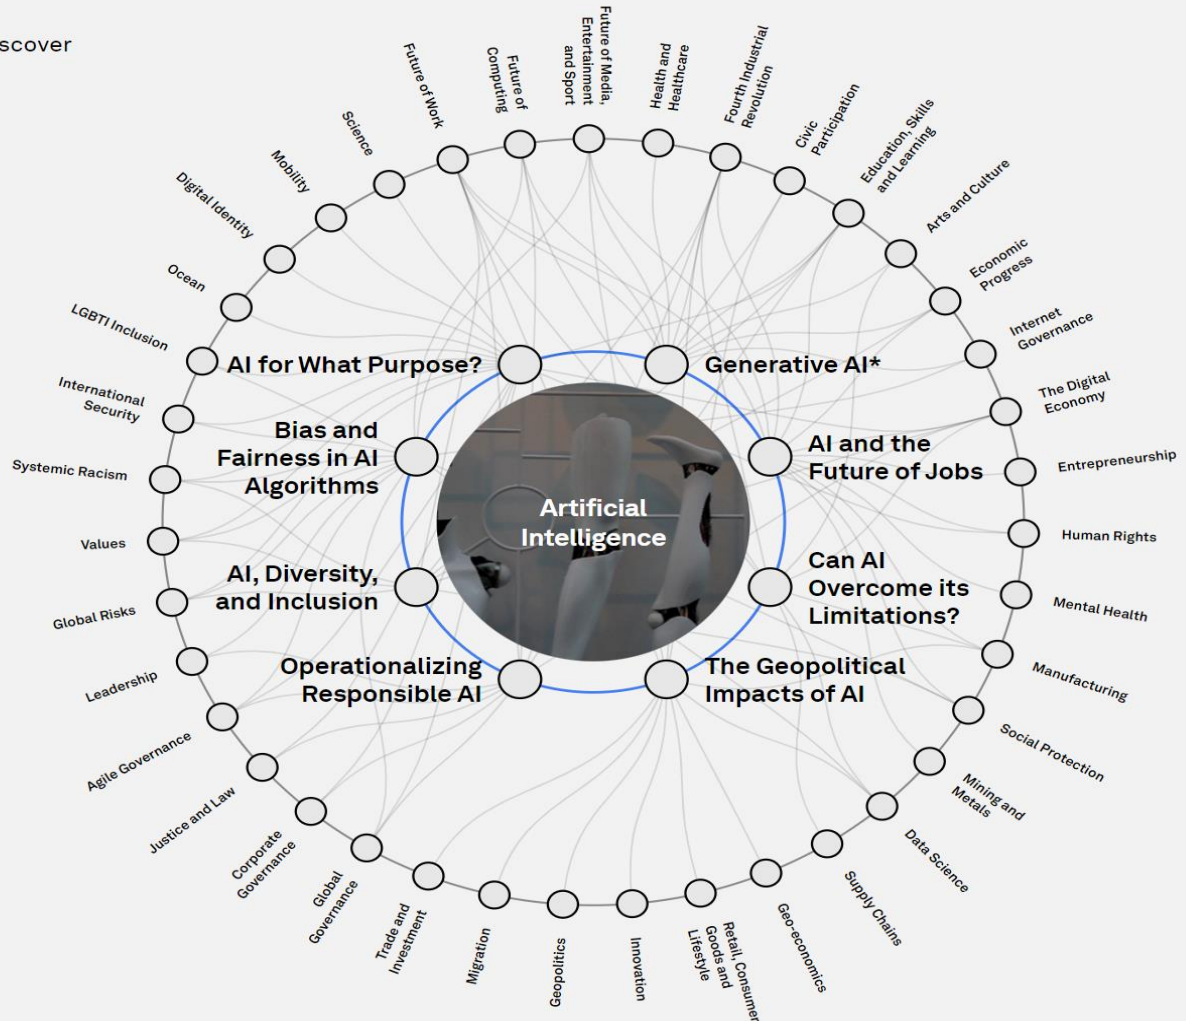 scover
Future of Work
Future of
Computing
Future of Media,
Entertainment
and Sport
Health and
Healthcare
Fourth Industrial
Revolution
Civic
Participation
Education, Skills
and Learning
Arts and Culture
Economic
Progress
Internet
Governance
The Digital
Economy
Entrepreneurship
Human Rights
Mental Health
Manufacturing
Social Protection
Mining and
Metals
Data Science
Supply Chains
Geo-economics
Retail, Consumer
Goods and
Lifestyle
Innovation
Geopolitics
Migration
Trade and
Investment
Global
Governance
Corporate
Governance
Justice and Law
Agile Governance
Leadership
Global Risks
Values
Systemic Racism
International
Security
LGBTI Inclusion
Ocean
Digital Identity
Mobility
Science
AI for What Purpose?
Generative AI*
Bias and
Fairness in AI
Algorithms
AI and the
Future of Jobs
Artificial
Intelligence
AI, Diversity,
and Inclusion
Can AI
Overcome its
Limitations?
Operationalizing
Responsible AI
The Geopolitical
Impacts of AI